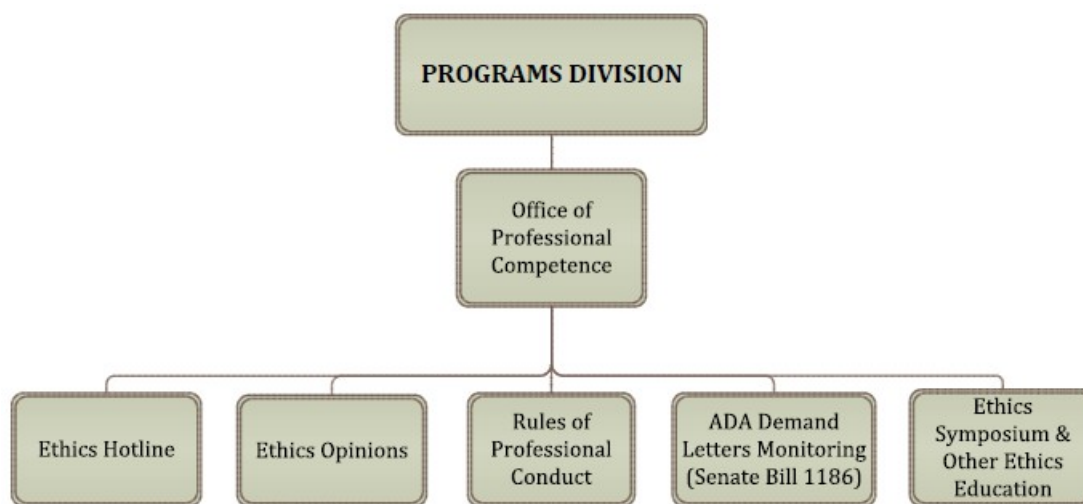 PROGRAMS DIVISION
Office of
Professional
Competence
Ethics Hotline
Ethics Opinions
Rules of
Professional
Conduct
ADA Demand
Letters Monitoring
(Senate Bill 1186)
Ethics
Symposium &
Other Ethics
Education